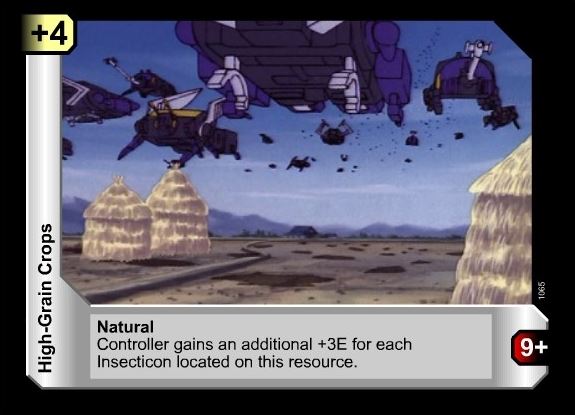 +4
High-Grain Crops
1065
Natural
Controller gains an additional +3E for each
Insecticon located on this resource.
9+